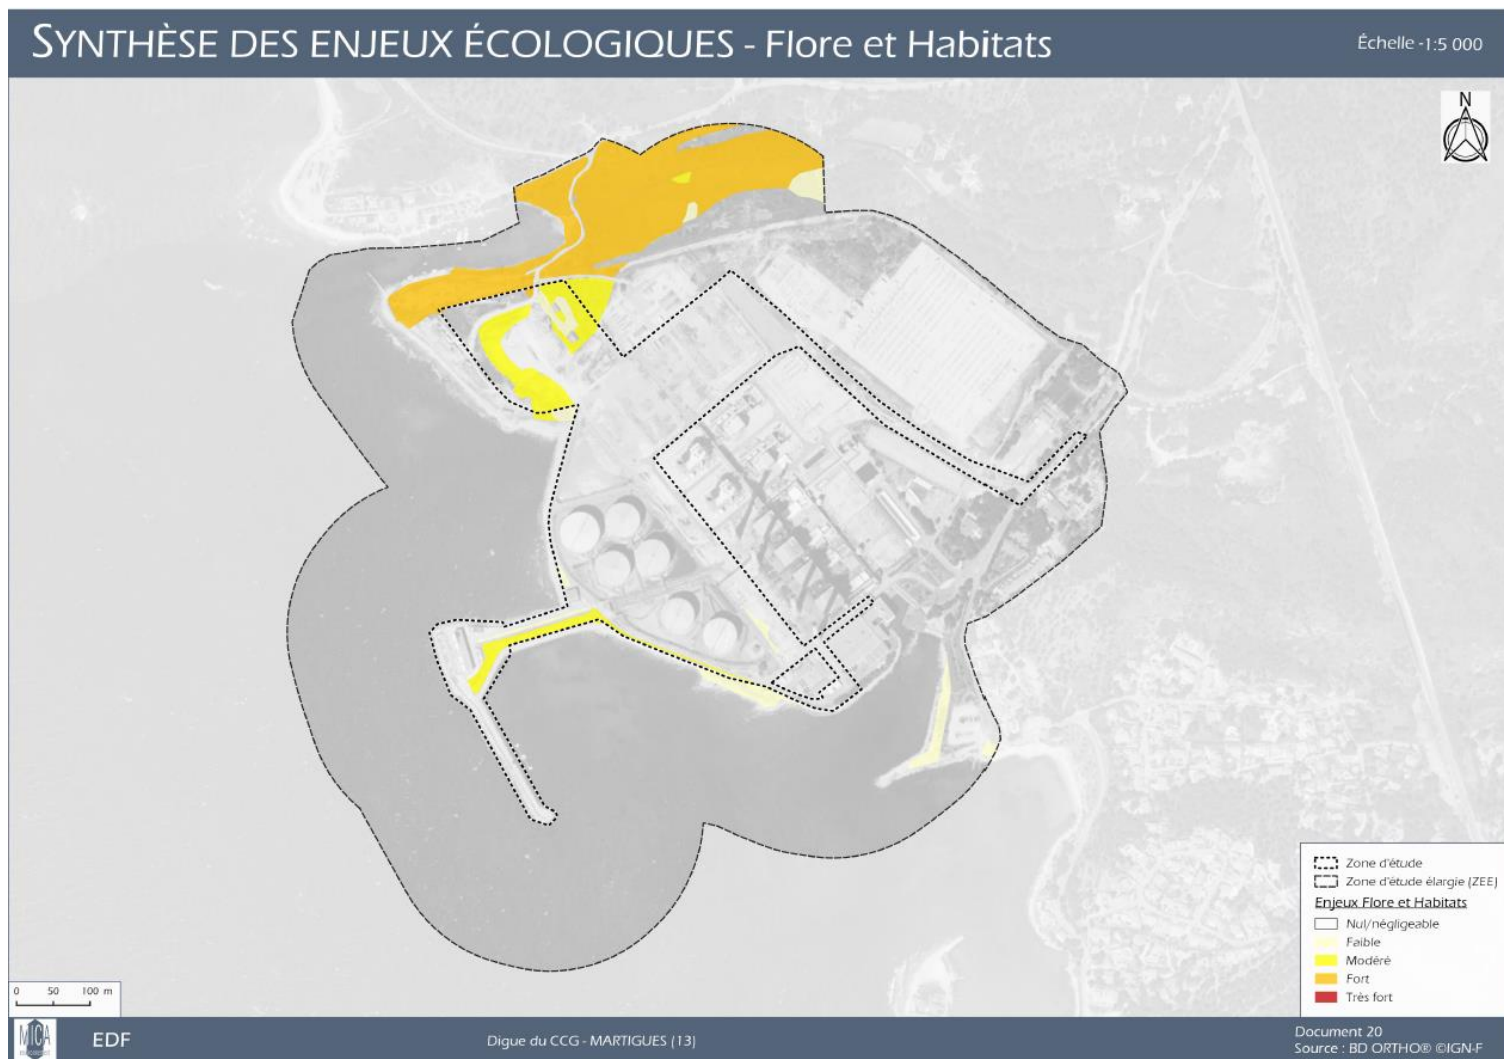 SYNTHÈSE DES ENJEUX ÉCOLOGIQUES - Flore et Habitats
Échelle -1:5 000
N
Zone d'étude
Zone d'étude élargie (ZEE)
Enjeux Flore et Habitats
Nul/négligeable
Faible
Modéré
Fort
Très fort
0 50 100 m
MICA
EDF
Digue du CCG - MARTIGUES (13)
Document 20
Source : BD ORTHO® ©IGN-F